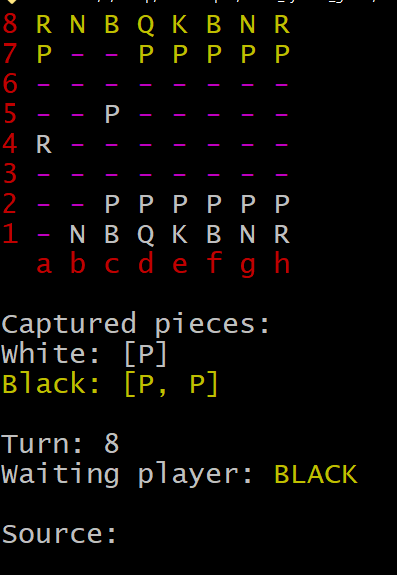 8 R N B Q K B N R
7 P - - P P P P P
6 - - - - - - - -
5 - - P - - - - -
4 R - - - - - - -
3 - - - - - - - -
2 - - P P P P P P
1 - N B Q K B N R
a b c d e f g h
Captured pieces:
White: [P]
Black: [P, P]
Turn: 8
Waiting player: BLACK
Source: